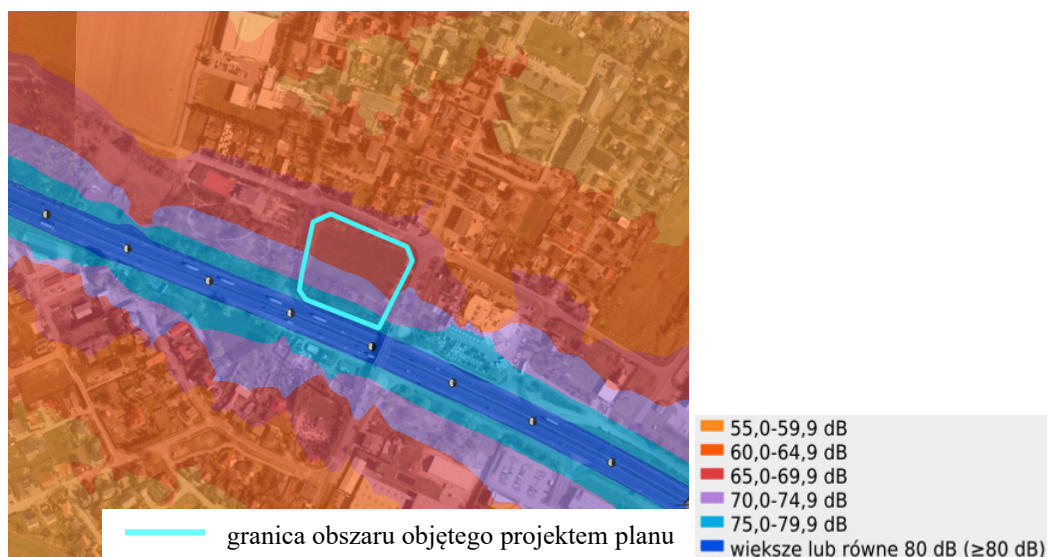 55,0-59,9 dB
60,0-64,9 dB
65,0-69,9 dB
70,0-74,9 dB
75,0-79,9 dB
większe lub równe 80 dB (≥80 dB)
granica obszaru objętego projektem planu